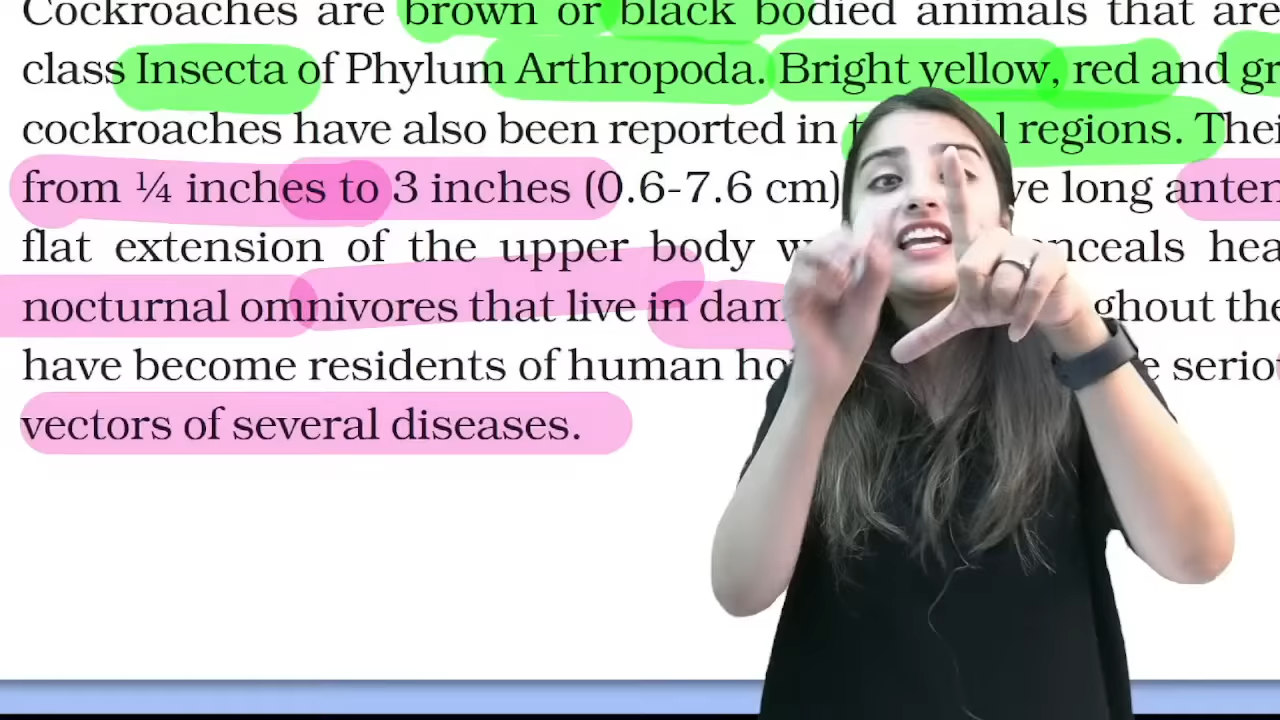 Cockroaches are brown or black bodied animals that are
class Insecta of Phylum Arthropoda. Bright yellow, red and
cockroaches have also been reported in regions.
from ¼ inches to 3 inches (0.6-7.6 cm) long
flat extension of the upper body
nocturnal omnivores that live in
have become residents of human
vectors of several diseases.